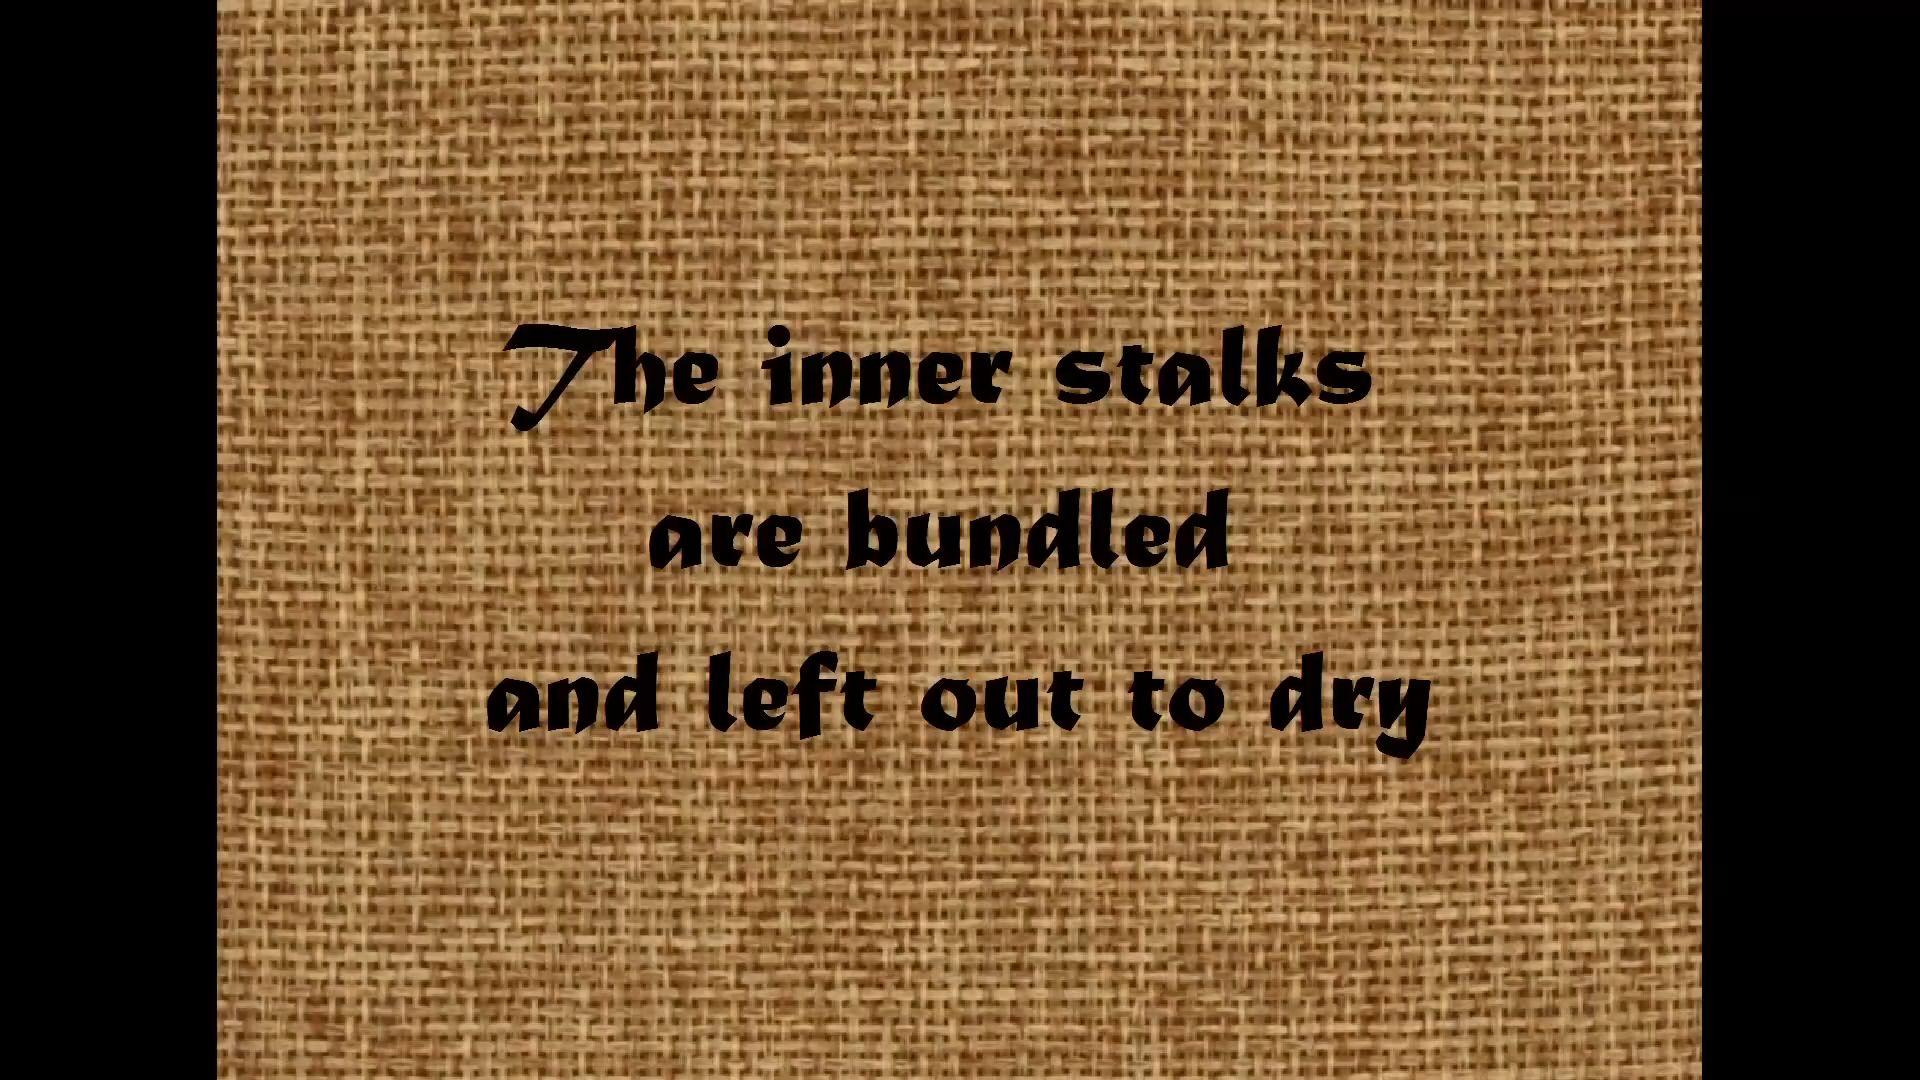 The inner stalks
are bundled
and left out to dry